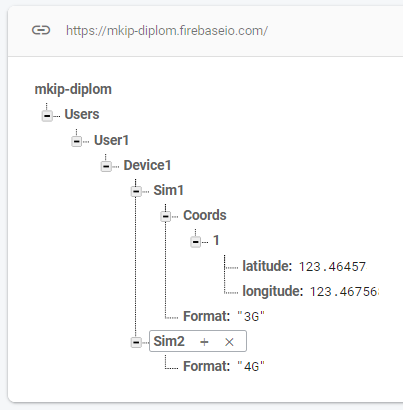 https://mkip-diplom.firebaseio.com/
mkip-diplom
Users
User1
Device1
Sim1
Coords
1
latitude: 123.46457
longitude: 123.46756
Format: "3G"
Sim2 + ×
Format: "4G"